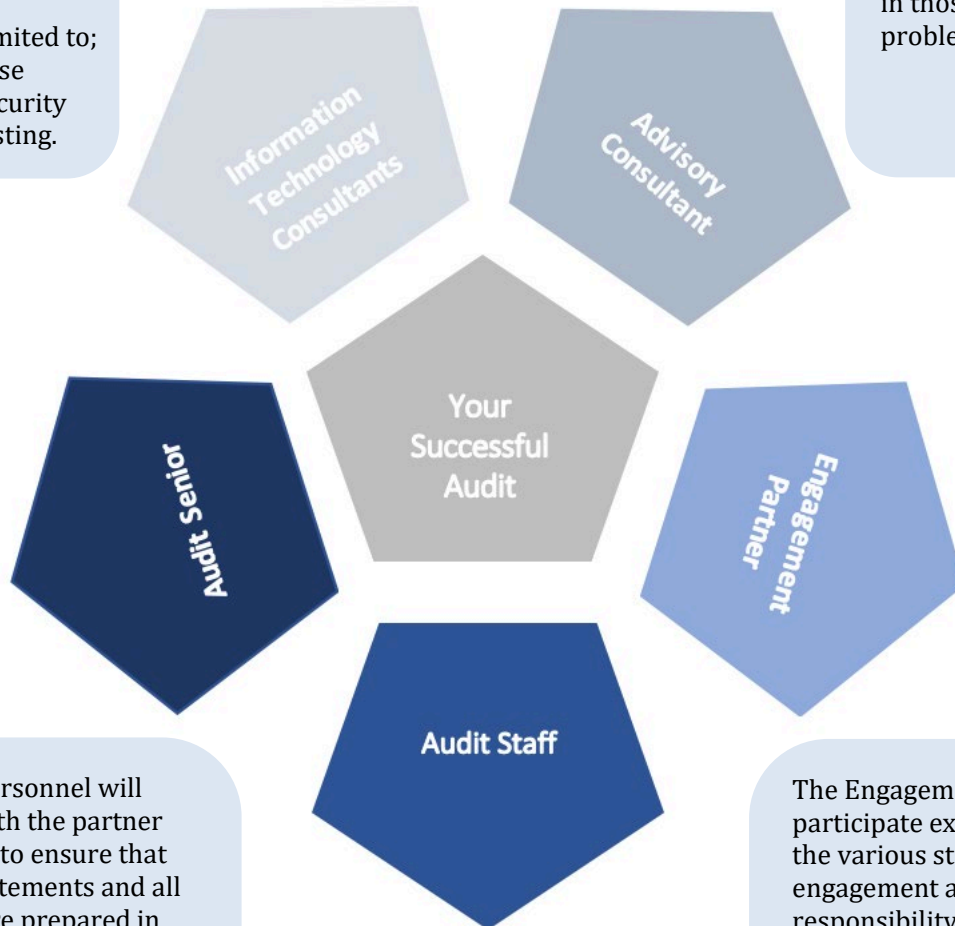 mited to;
se
curity
sting.
in thos
proble
Information
Technology
Consultants
Advisory
Consultant
Your
Successful
Audit
Audit Senior
Engagement
Partner
Audit Staff
ersonnel will
th the partner
to ensure that
tements and all
e prepared in
The Engagem
participate ex
the various st
engagement a
responsibility